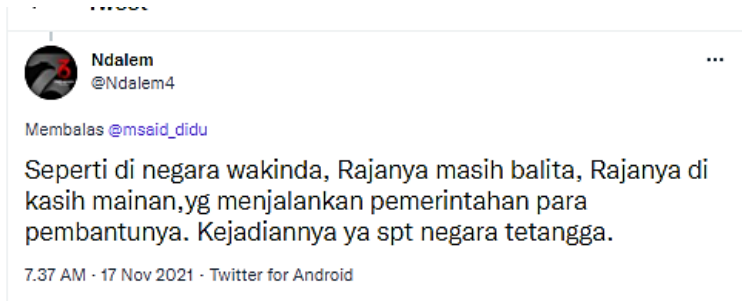 Ndalem
@Ndalem4
Membalas @msaid_didu
Seperti di negara wakinda, Rajanya masih balita, Rajanya di
kasih mainan,yg menjalankan pemerintahan para
pembantunya. Kejadiannya ya spt negara tetangga.
7.37 AM · 17 Nov 2021 · Twitter for Android